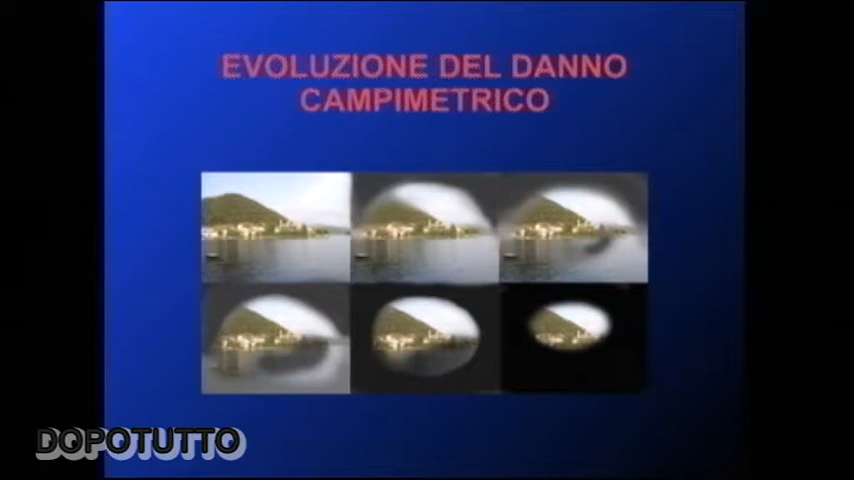 EVOLUZIONE DEL DANNO
CAMPIMETRICO
DOPOTUTTO